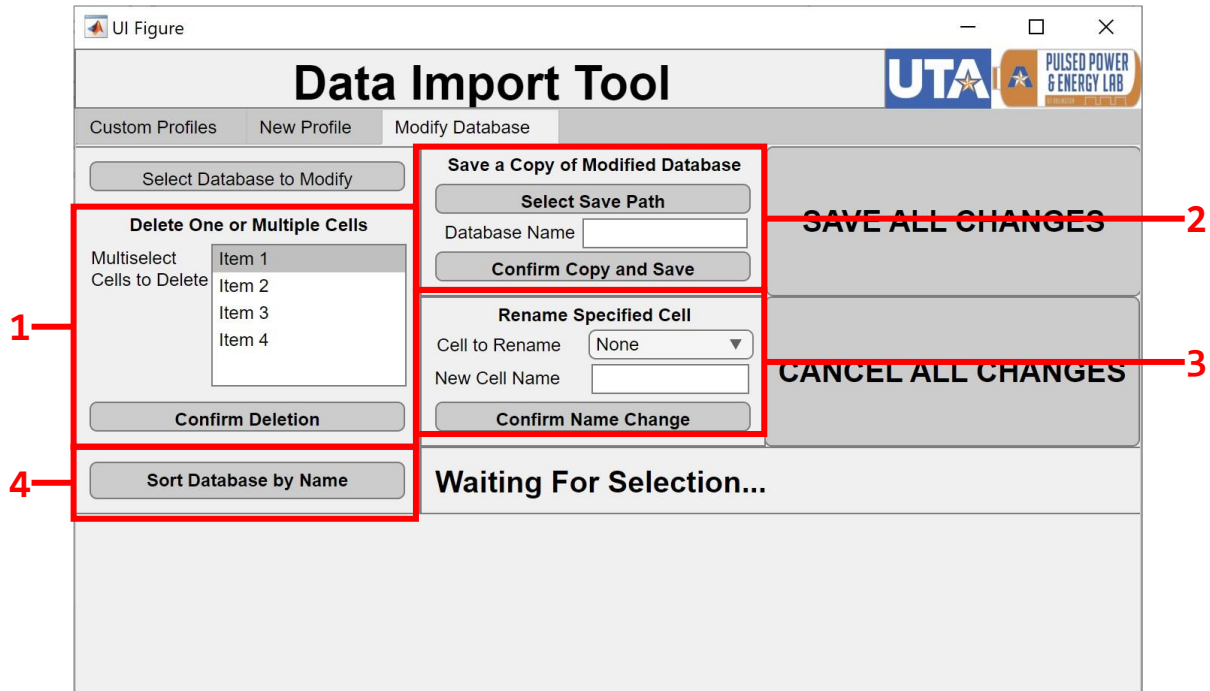 UI Figure
Data Import Tool
UTA
PULSED POWER
& ENERGY LAB
Custom Profiles
New Profile
Modify Database
Select Database to Modify
Delete One or Multiple Cells
Multiselect
Cells to Delete
Item 1
Item 2
Item 3
Item 4
Confirm Deletion
1
Save a Copy of Modified Database
Select Save Path
Database Name
Confirm Copy and Save
SAVE ALL CHANGES
2
Rename Specified Cell
Cell to Rename
None
New Cell Name
Confirm Name Change
CANCEL ALL CHANGES
3
4
Sort Database by Name
Waiting For Selection...